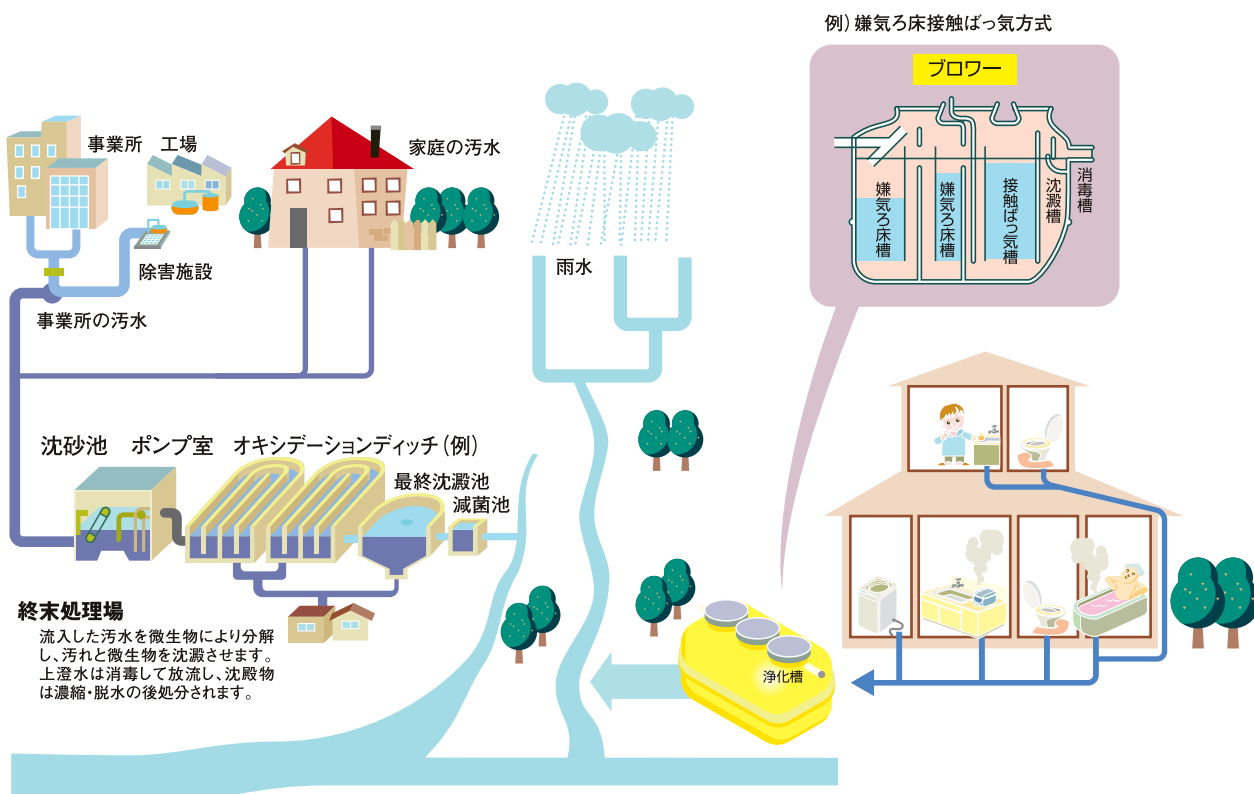 例）嫌気ろ床接触ばっ気方式
ブロワー
嫌気ろ床槽
嫌気ろ床槽
接触ばっ気槽
沈澱槽
消毒槽
事業所
工場
家庭の汚水
除害施設
事業所の汚水
雨水
沈砂池
ポンプ室
オキシデーションディッチ（例）
最終沈澱池
減菌池
終末処理場
流入した汚水を微生物により分解
し、汚れと微生物を沈澱させます。
上澄水は消毒して放流し、沈殿物
は濃縮・脱水の後処分されます。
浄化槽